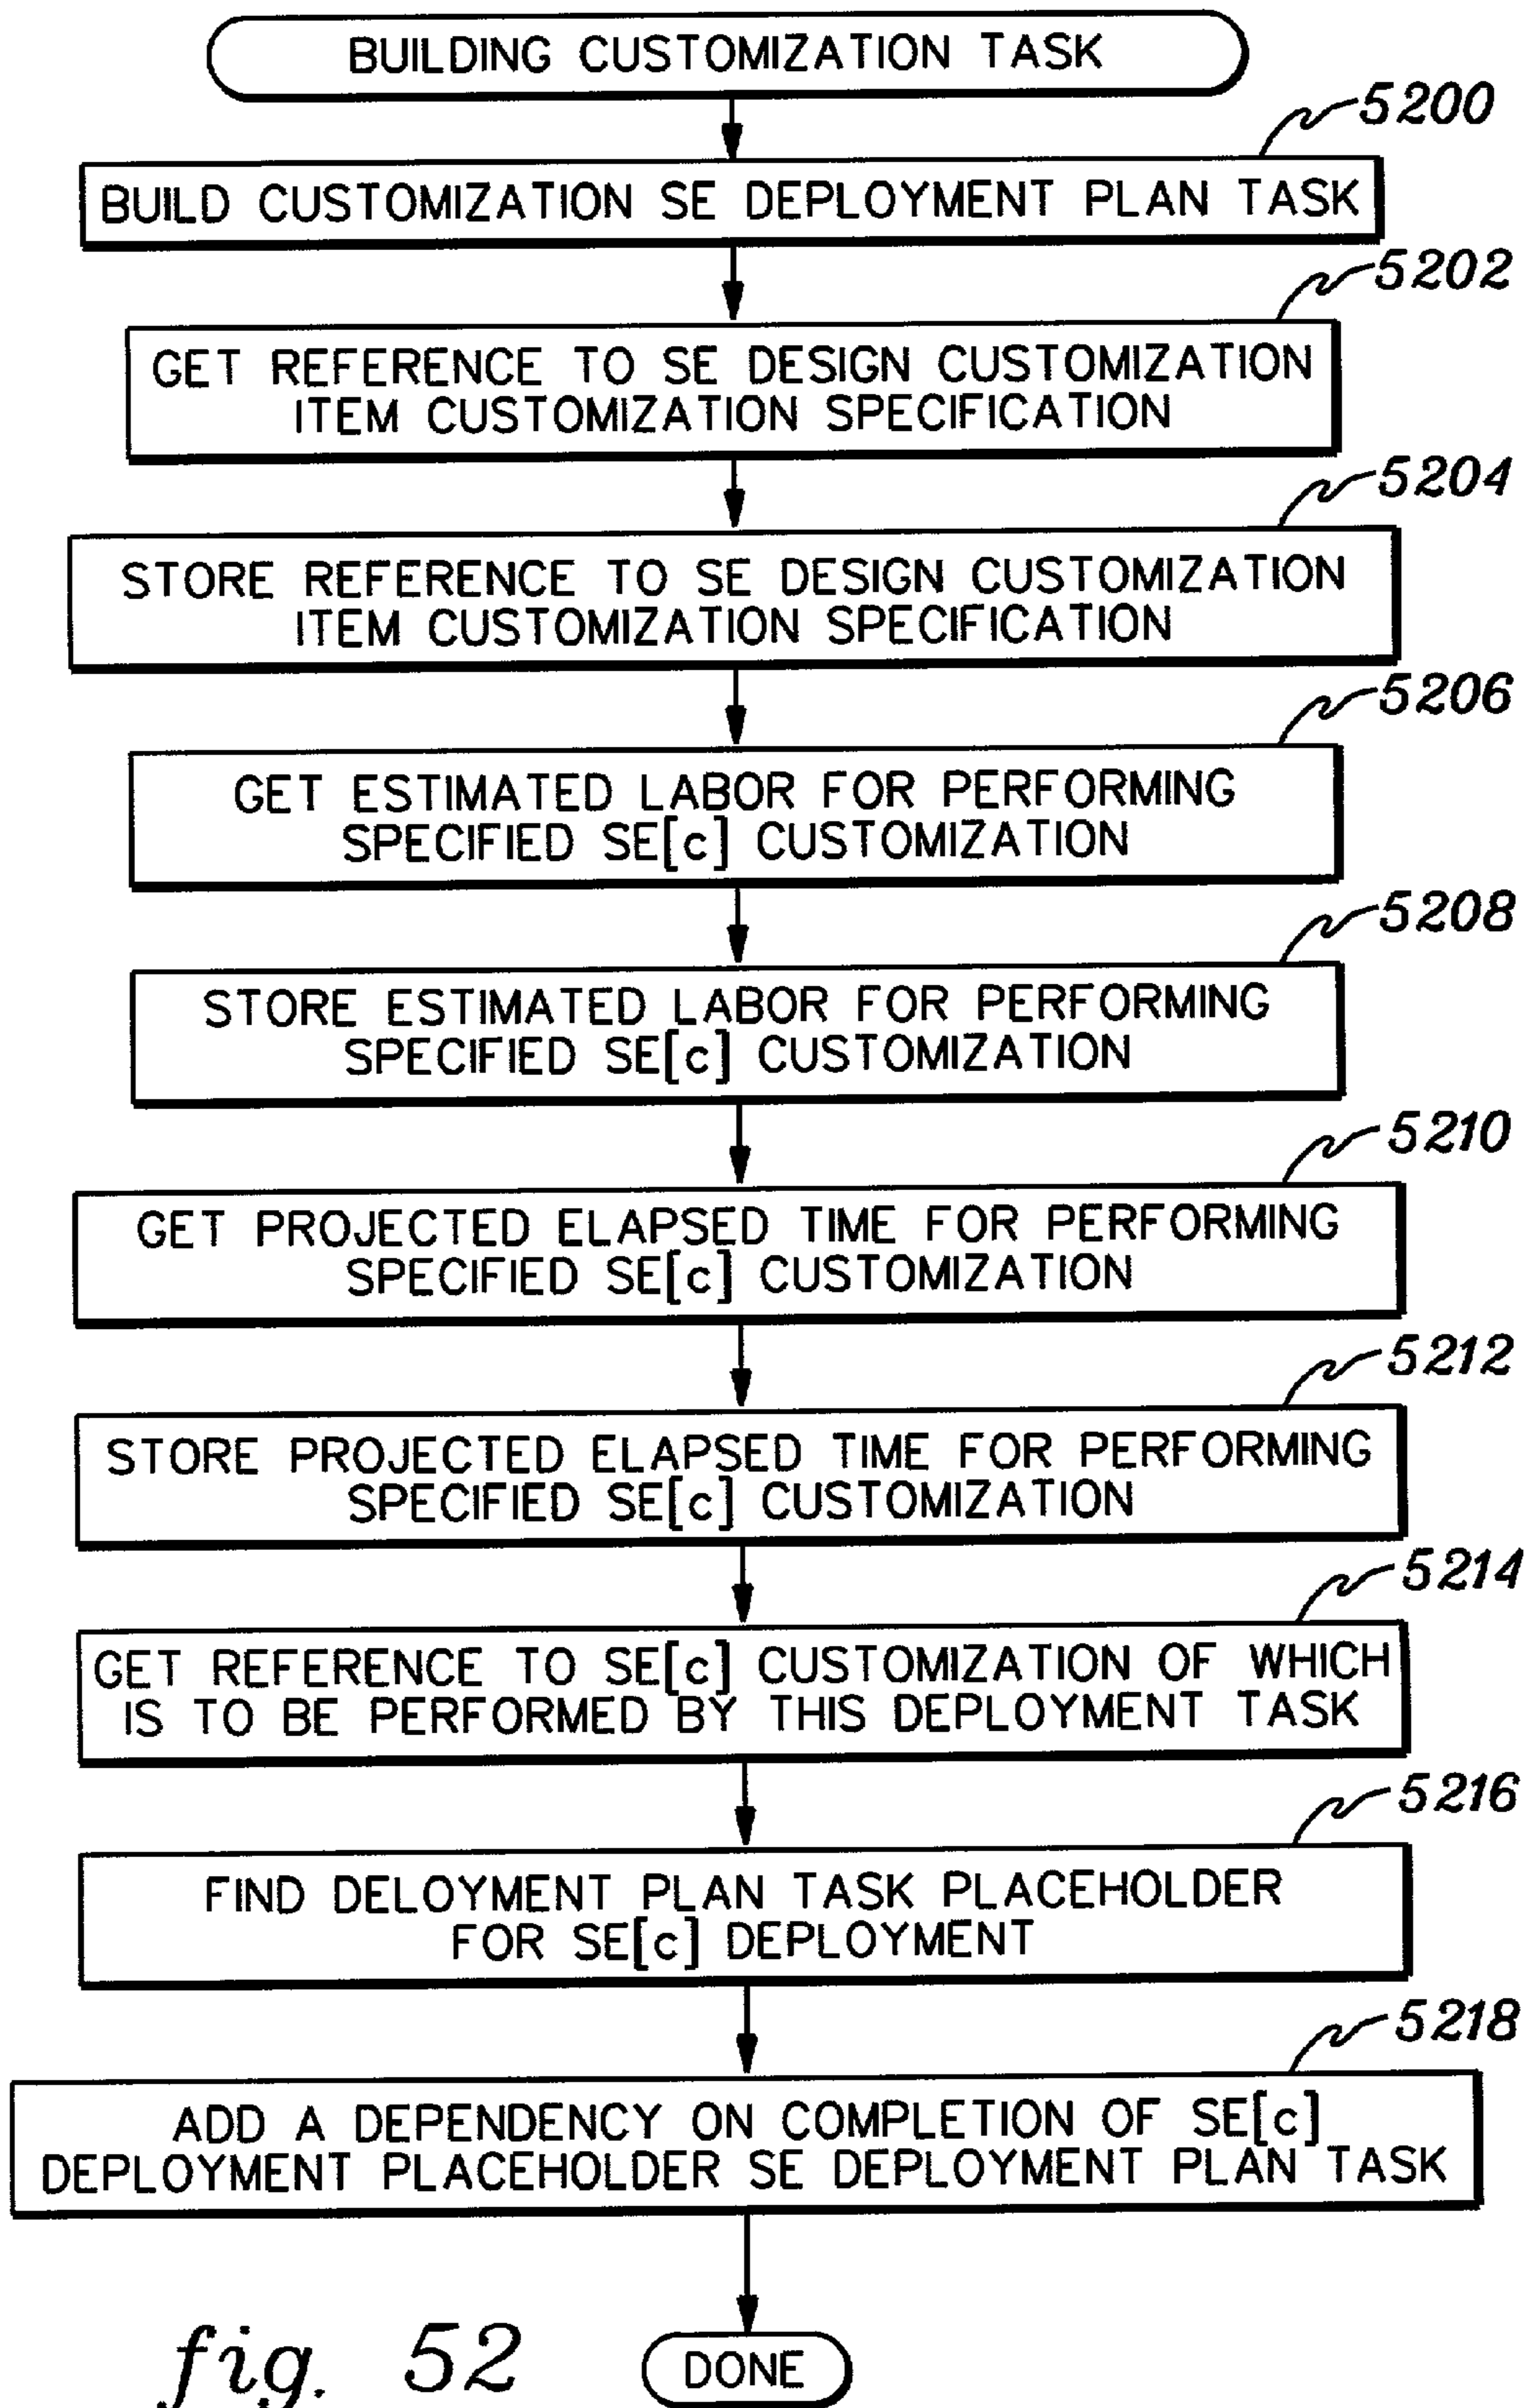 BUILDING CUSTOMIZATION TASK
5200
BUILD CUSTOMIZATION SE DEPLOYMENT PLAN TASK
5202
GET REFERENCE TO SE DESIGN CUSTOMIZATION
ITEM CUSTOMIZATION SPECIFICATION
5204
STORE REFERENCE TO SE DESIGN CUSTOMIZATION
ITEM CUSTOMIZATION SPECIFICATION
5206
GET ESTIMATED LABOR FOR PERFORMING
SPECIFIED SE[c] CUSTOMIZATION
5208
STORE ESTIMATED LABOR FOR PERFORMING
SPECIFIED SE[c] CUSTOMIZATION
5210
GET PROJECTED ELAPSED TIME FOR PERFORMING
SPECIFIED SE[c] CUSTOMIZATION
5212
STORE PROJECTED ELAPSED TIME FOR PERFORMING
SPECIFIED SE[c] CUSTOMIZATION
5214
GET REFERENCE TO SE[c] CUSTOMIZATION OF WHICH
IS TO BE PERFORMED BY THIS DEPLOYMENT TASK
5216
FIND DELOYMENT PLAN TASK PLACEHOLDER
FOR SE[c] DEPLOYMENT
5218
ADD A DEPENDENCY ON COMPLETION OF SE[c]
DEPLOYMENT PLACEHOLDER SE DEPLOYMENT PLAN TASK
DONE
fig. 52